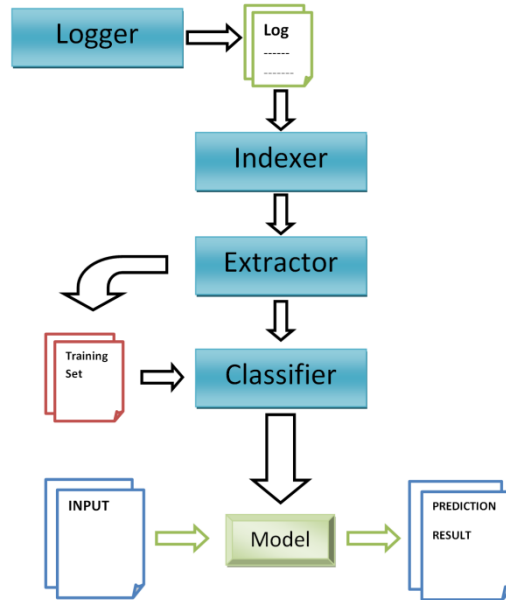 Logger
Log
------
-------
Indexer
Extractor
Training
Set
Classifier
INPUT
Model
PREDICTION
RESULT